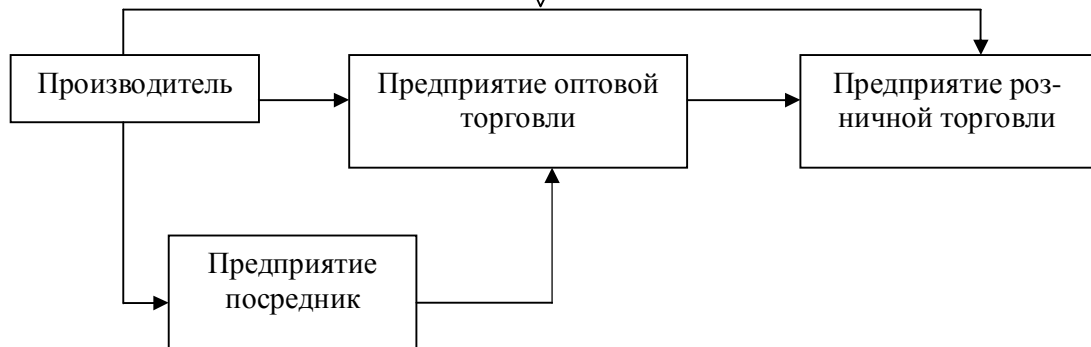 Производитель
Предприятие оптовой
торговли
Предприятие роз-
ничной торговли
Предприятие
посредник